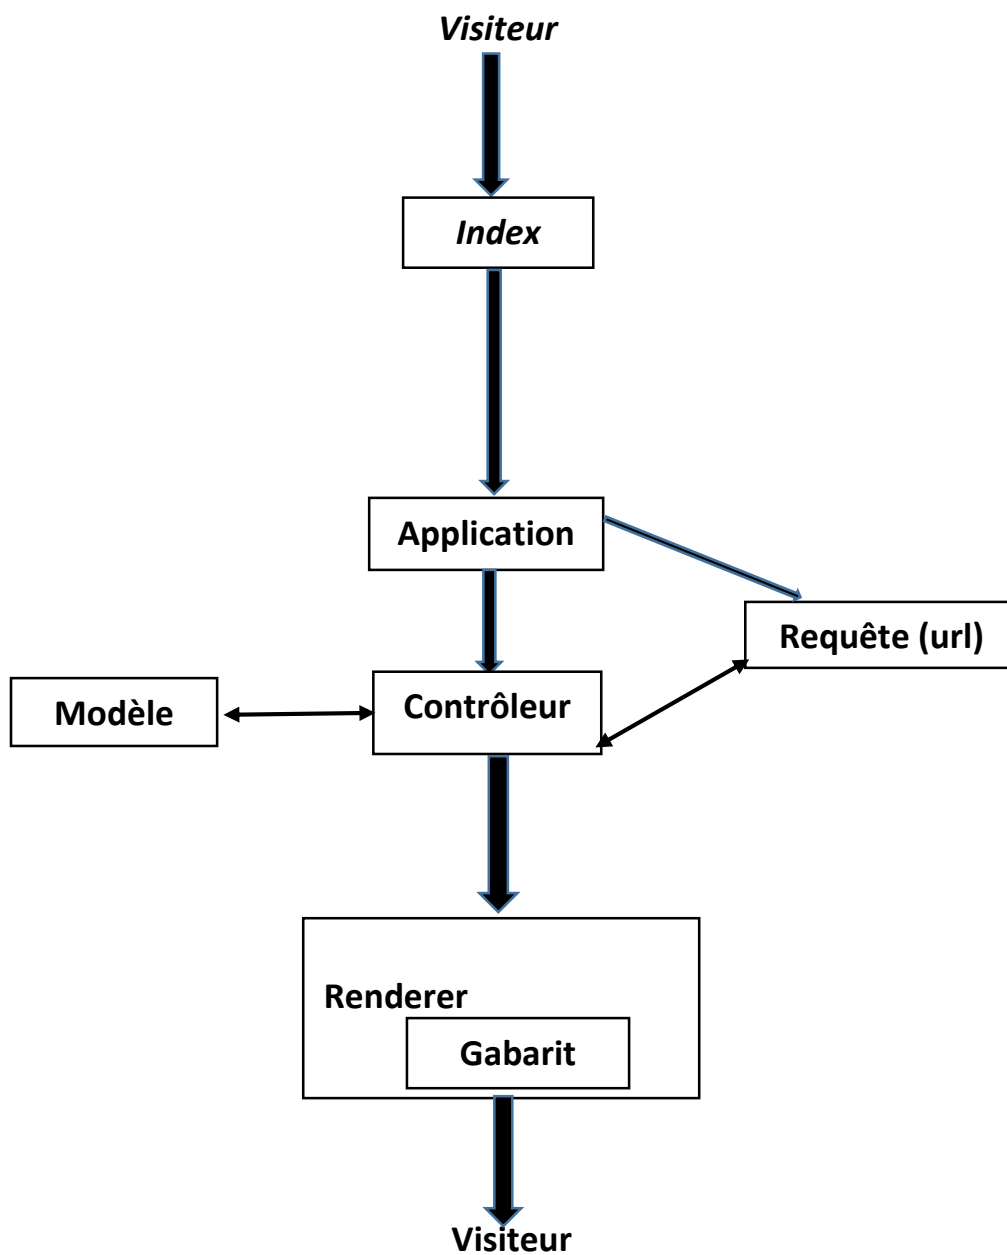 Visiteur
Index
Application
Requête (url)
Modèle
Contrôleur
Renderer
Gabarit
Visiteur